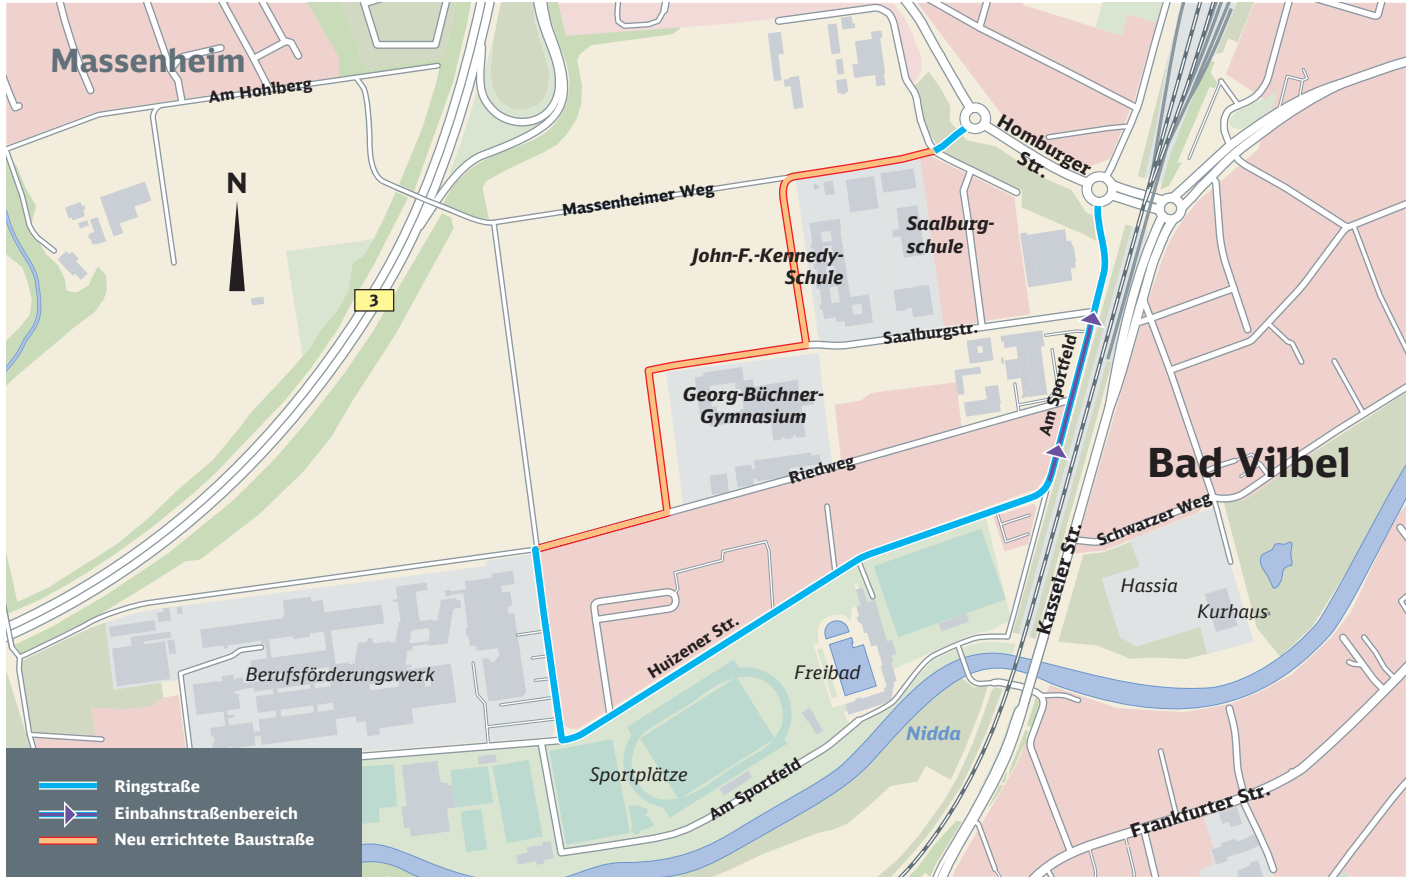 Massenheim
Am Hohlberg
N
3
Massenheimer Weg
Homburger
Str.
Saalburg-
schule
John-F.-Kennedy-
Schule
Saalburgstr.
Am Sportfeld
Georg-Büchner-
Gymnasium
Riedweg
Bad Vilbel
Schwarzer Weg
Kasseler Str.
Hassia
Kurhaus
Huizener Str.
Berufsförderungswerk
Freibad
Nidda
Sportplätze
Am Sportfeld
Frankfurter Str.
Ringstraße
Einbahnstraßenbereich
Neu errichtete Baustraße